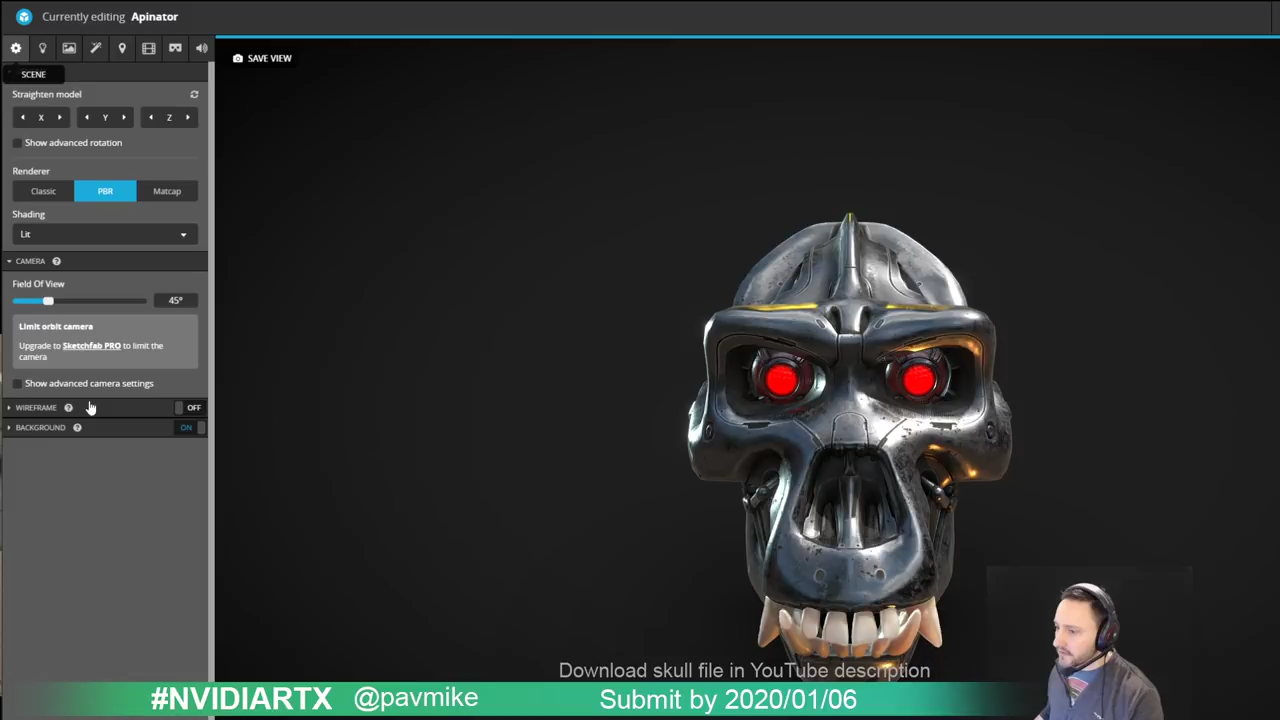 Currently editing Apinator
SAVE VIEW
SCENE
Straighten model
X Y Z
Show advanced rotation
Renderer
Classic PBR Matcap
Shading
Lit
CAMERA ?
Field Of View
45°
Limit orbit camera
Upgrade to Sketchfab PRO to limit the
camera
Show advanced camera settings
WIREFRAME ? OFF
BACKGROUND ? ON
Download skull file in YouTube description
#NVIDIARTX @pavmike Submit by 2020/01/06